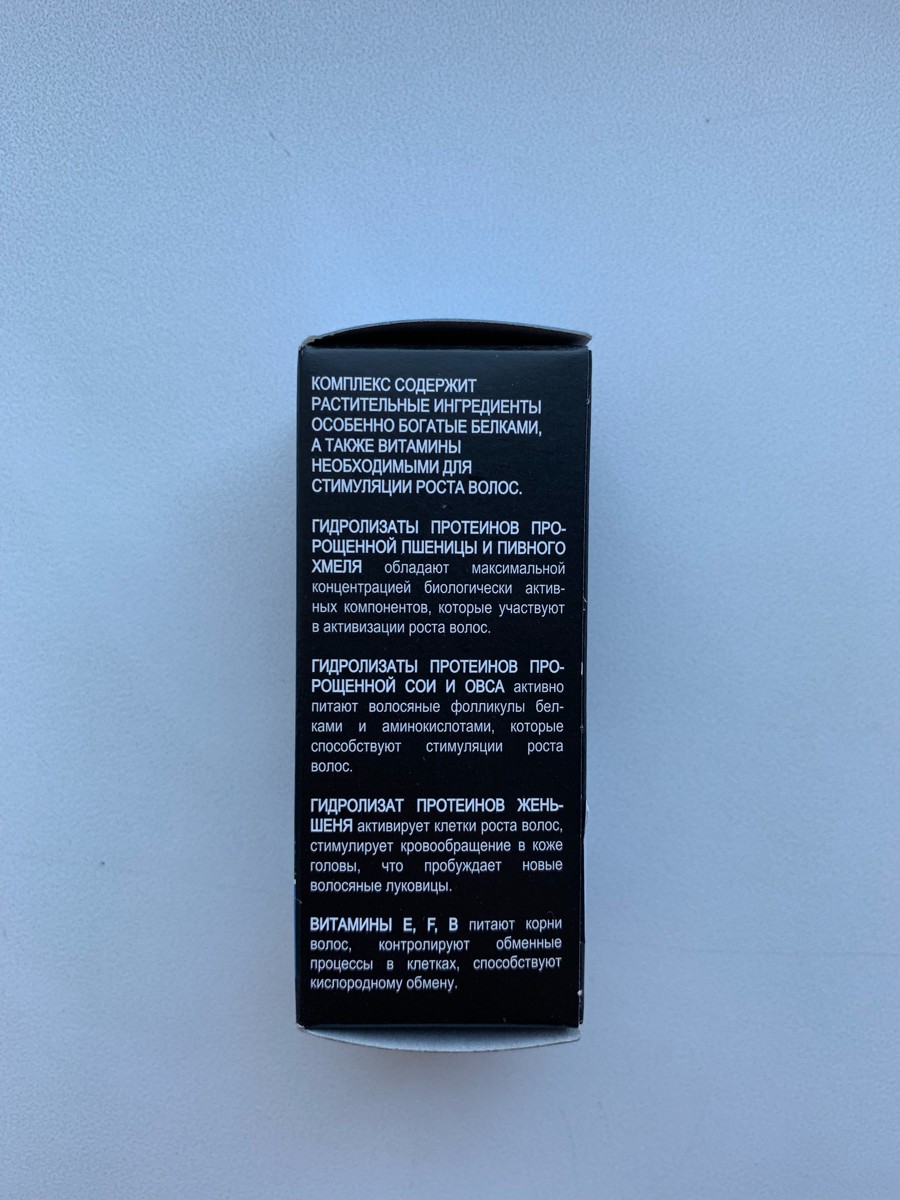 КОМПЛЕКС СОДЕРЖИТ
РАСТИТЕЛЬНЫЕ ИНГРЕДИЕНТЫ
ОСОБЕННО БОГАТЫЕ БЕЛКАМИ,
А ТАКЖЕ ВИТАМИНЫ
НЕОБХОДИМЫМИ ДЛЯ
СТИМУЛЯЦИИ РОСТА ВОЛОС.
ГИДРОЛИЗАТЫ ПРОТЕИНОВ ПРО-
РОЩЕННОЙ ПШЕНИЦЫ И ПИВНОГО
ХМЕЛЯ обладают максимальной
концентрацией биологически актив-
ных компонентов, которые участвуют
в активизации роста волос.
ГИДРОЛИЗАТЫ ПРОТЕИНОВ ПРО-
РОЩЕННОЙ СОИ И ОВСА активно
питают волосяные фолликулы бел-
ками и аминокислотами, которые
способствуют стимуляции роста
волос.
ГИДРОЛИЗАТ ПРОТЕИНОВ ЖЕНЬ-
ШЕНЯ активирует клетки роста волос,
стимулирует кровообращение в коже
головы, что пробуждает новые
волосяные луковицы.
ВИТАМИНЫ E, F, B питают корни
волос, контролируют обменные
процессы в клетках, способствуют
кислородному обмену.